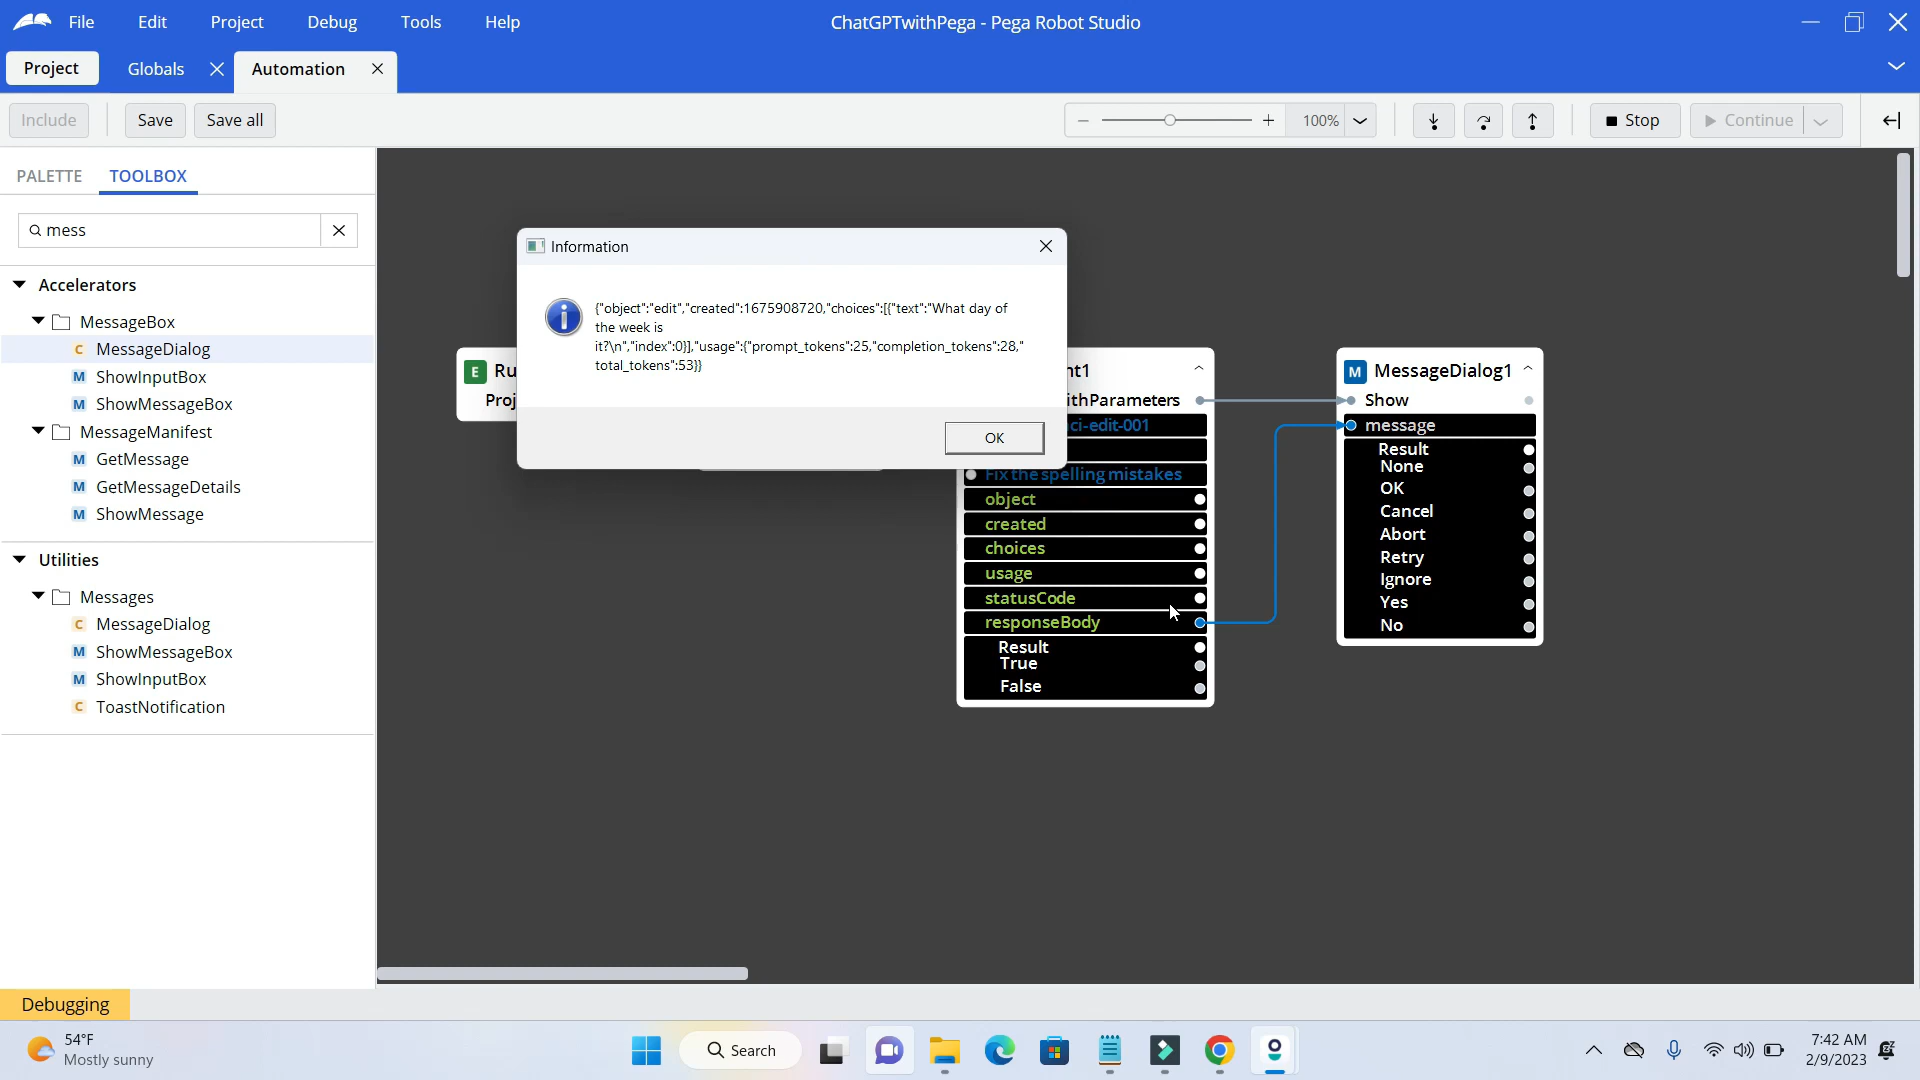 File Edit Project Debug Tools Help
ChatGPTwithPega - Pega Robot Studio
Project
Globals
Automation
Include
Save
Save all
100%
Stop
Continue
PALETTE
TOOLBOX
mess
Accelerators
MessageBox
C MessageDialog
M ShowInputBox
M ShowMessageBox
MessageManifest
M GetMessage
M GetMessageDetails
M ShowMessage
Utilities
Messages
C MessageDialog
M ShowMessageBox
M ShowInputBox
C ToastNotification
Information
{"object":"edit","created":1675908720,"choices":[{"text":"What day of
the week is
it?\n","index":0}],"usage":{"prompt_tokens":25,"completion_tokens":28,"
total_tokens":53}}
OK
E Ru
Proj
nt1
ithParameters
ci-edit-001
Fix the spelling mistakes
object
created
choices
usage
statusCode
responseBody
Result
True
False
M MessageDialog1
Show
message
Result
None
OK
Cancel
Abort
Retry
Ignore
Yes
No
Debugging
54°F
Mostly sunny
Search
7:42 AM
2/9/2023